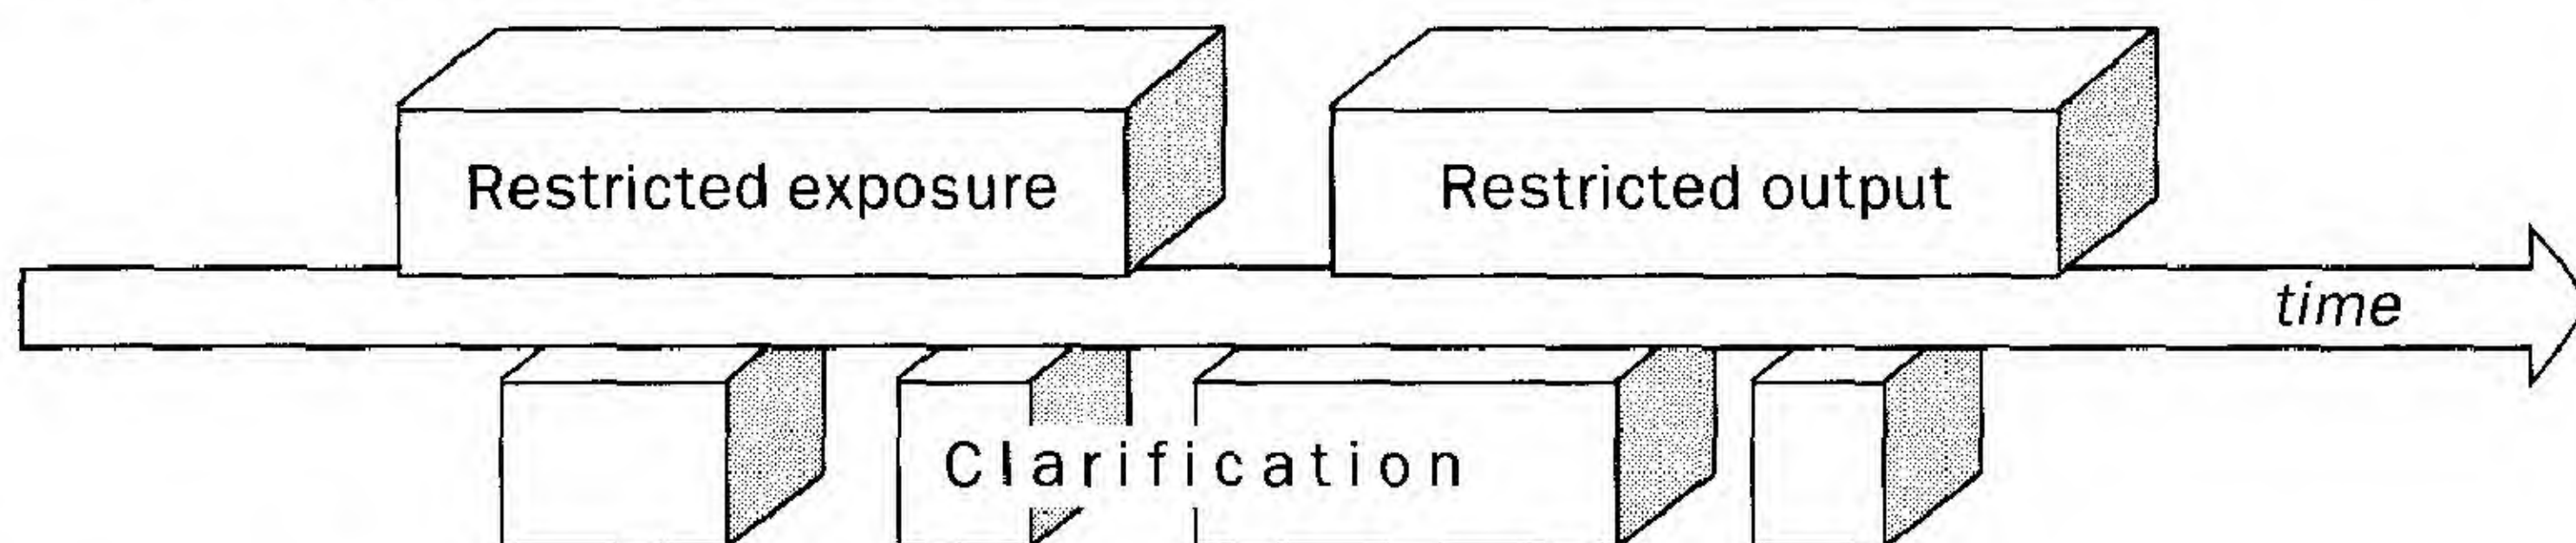 Restricted exposure
Restricted output
time
Clarification